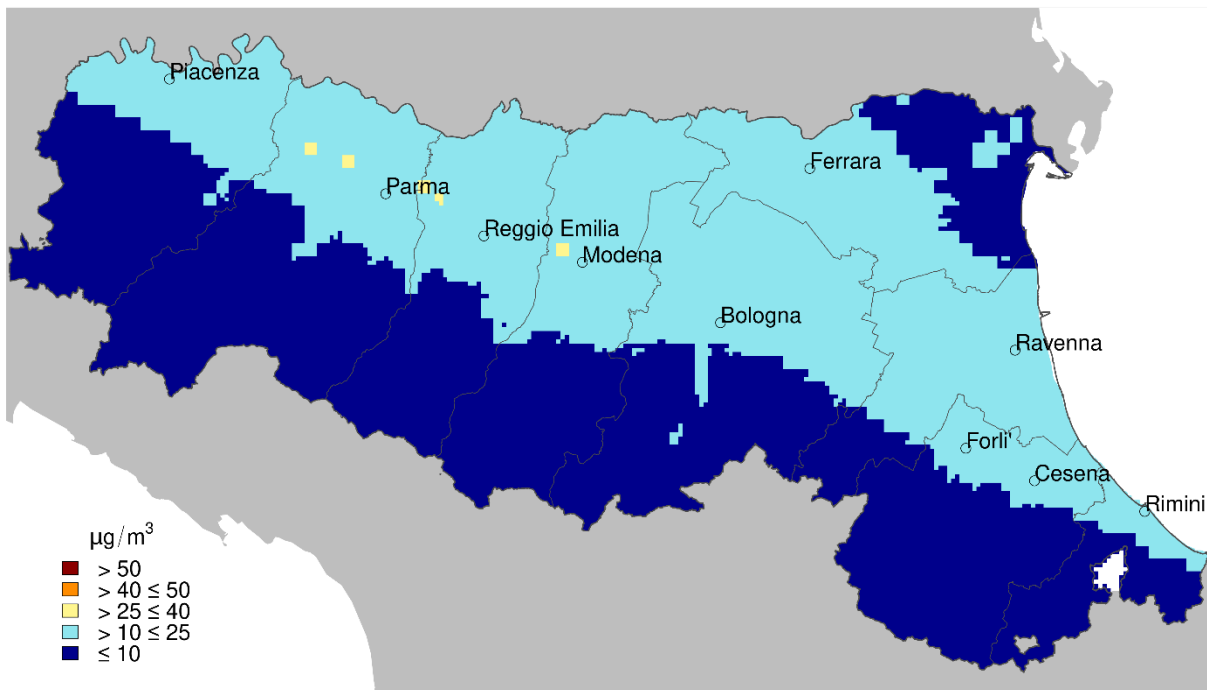 Piacenza
Ferrara
Parma
Reggio Emilia
Modena
Bologna
Ravenna
Forli'
Cesena
Rimini
µg/m³
> 50
> 40 ≤ 50
> 25 ≤ 40
> 10 ≤ 25
≤ 10